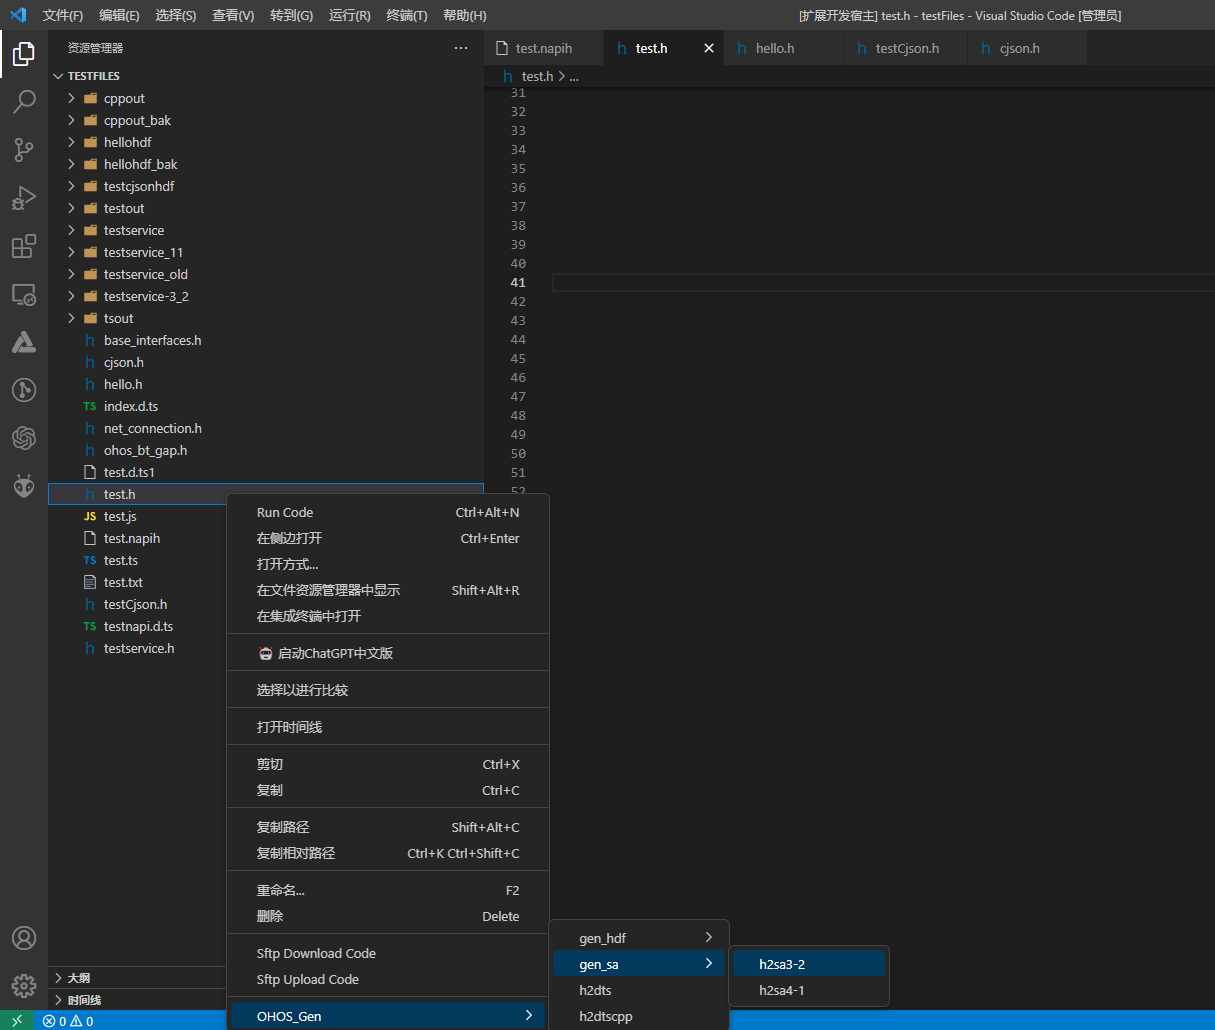 文件(F) 编辑(E) 选择(S) 查看(V) 转到(G) 运行(R) 终端(T) 帮助(H) [扩展开发宿主] test.h - testFiles - Visual Studio Code [管理员]
资源管理器 ...
TESTFILES
cppout
cppout_bak
hellohdf
hellohdf_bak
testcjsonhdf
testout
testservice
testservice_11
testservice_old
testservice-3_2
tsout
h base_interfaces.h
h cjson.h
h hello.h
TS index.d.ts
h net_connection.h
h ohos_bt_gap.h
test.d.ts1
h test.h
JS test.js
test.napih
TS test.ts
test.txt
h testCjson.h
TS testnapi.d.ts
h testservice.h
大纲
时间线
0 0
test.napih h test.h h hello.h h testCjson.h h cjson.h
h test.h > ...
31
32
33
34
35
36
37
38
39
40
41
42
43
44
45
46
47
48
49
50
51
52
Run Code Ctrl+Alt+N
在侧边打开 Ctrl+Enter
打开方式...
在文件资源管理器中显示 Shift+Alt+R
在集成终端中打开
启动ChatGPT中文版
选择以进行比较
打开时间线
剪切 Ctrl+X
复制 Ctrl+C
复制路径 Shift+Alt+C
复制相对路径 Ctrl+K Ctrl+Shift+C
重命名... F2
删除 Delete
Sftp Download Code
Sftp Upload Code
OHOS_Gen
gen_hdf
gen_sa
h2dts
h2dtscpp
h2sa3-2
h2sa4-1